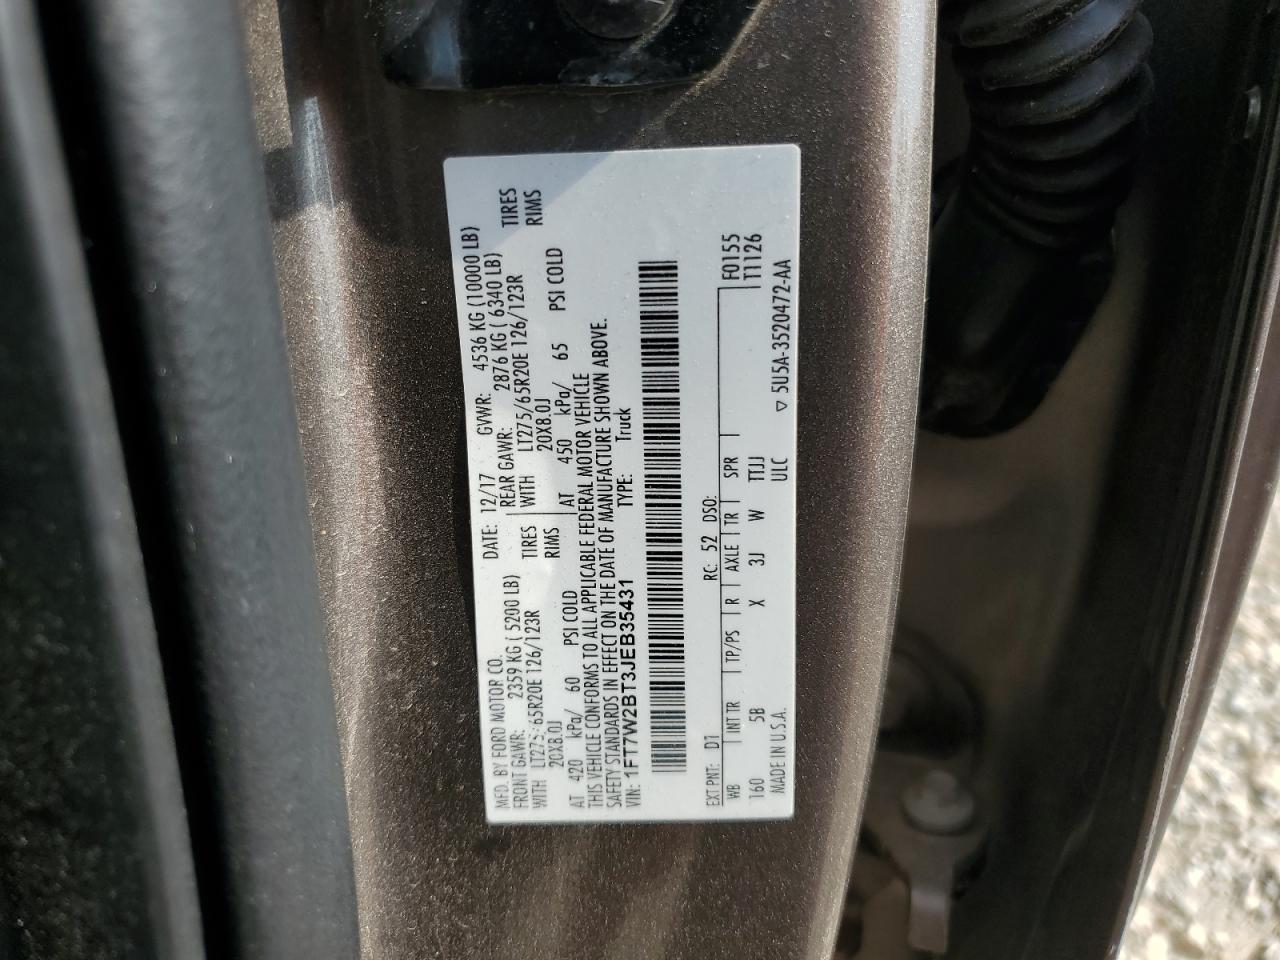 MFD. BY FORD MOTOR CO.
DATE: 12/17 GVWR: 4536 KG (10000 LB)
FRONT GAWR: 2359 KG ( 5200 LB)
REAR GAWR: 2876 KG ( 6340 LB)
WITH LT275/65R20E 126/123R TIRES
WITH LT275/65R20E 126/123R TIRES
20X8.0J RIMS
20X8.0J RIMS
AT 420 kPa/ 60 PSI COLD
AT 450 kPa/ 65 PSI COLD
THIS VEHICLE CONFORMS TO ALL APPLICABLE FEDERAL MOTOR VEHICLE
SAFETY STANDARDS IN EFFECT ON THE DATE OF MANUFACTURE SHOWN ABOVE.
VIN: 1FT7W2BT3JEB35431 TYPE: Truck
EXT PNT: D1 RC: 52 DSO: F0155
WB INT TR TP/PS R AXLE TR SPR T1126
160 5B X 3J W TTJJ
MADE IN U.S.A. ULC ▽ 5U5A-3520472-AA